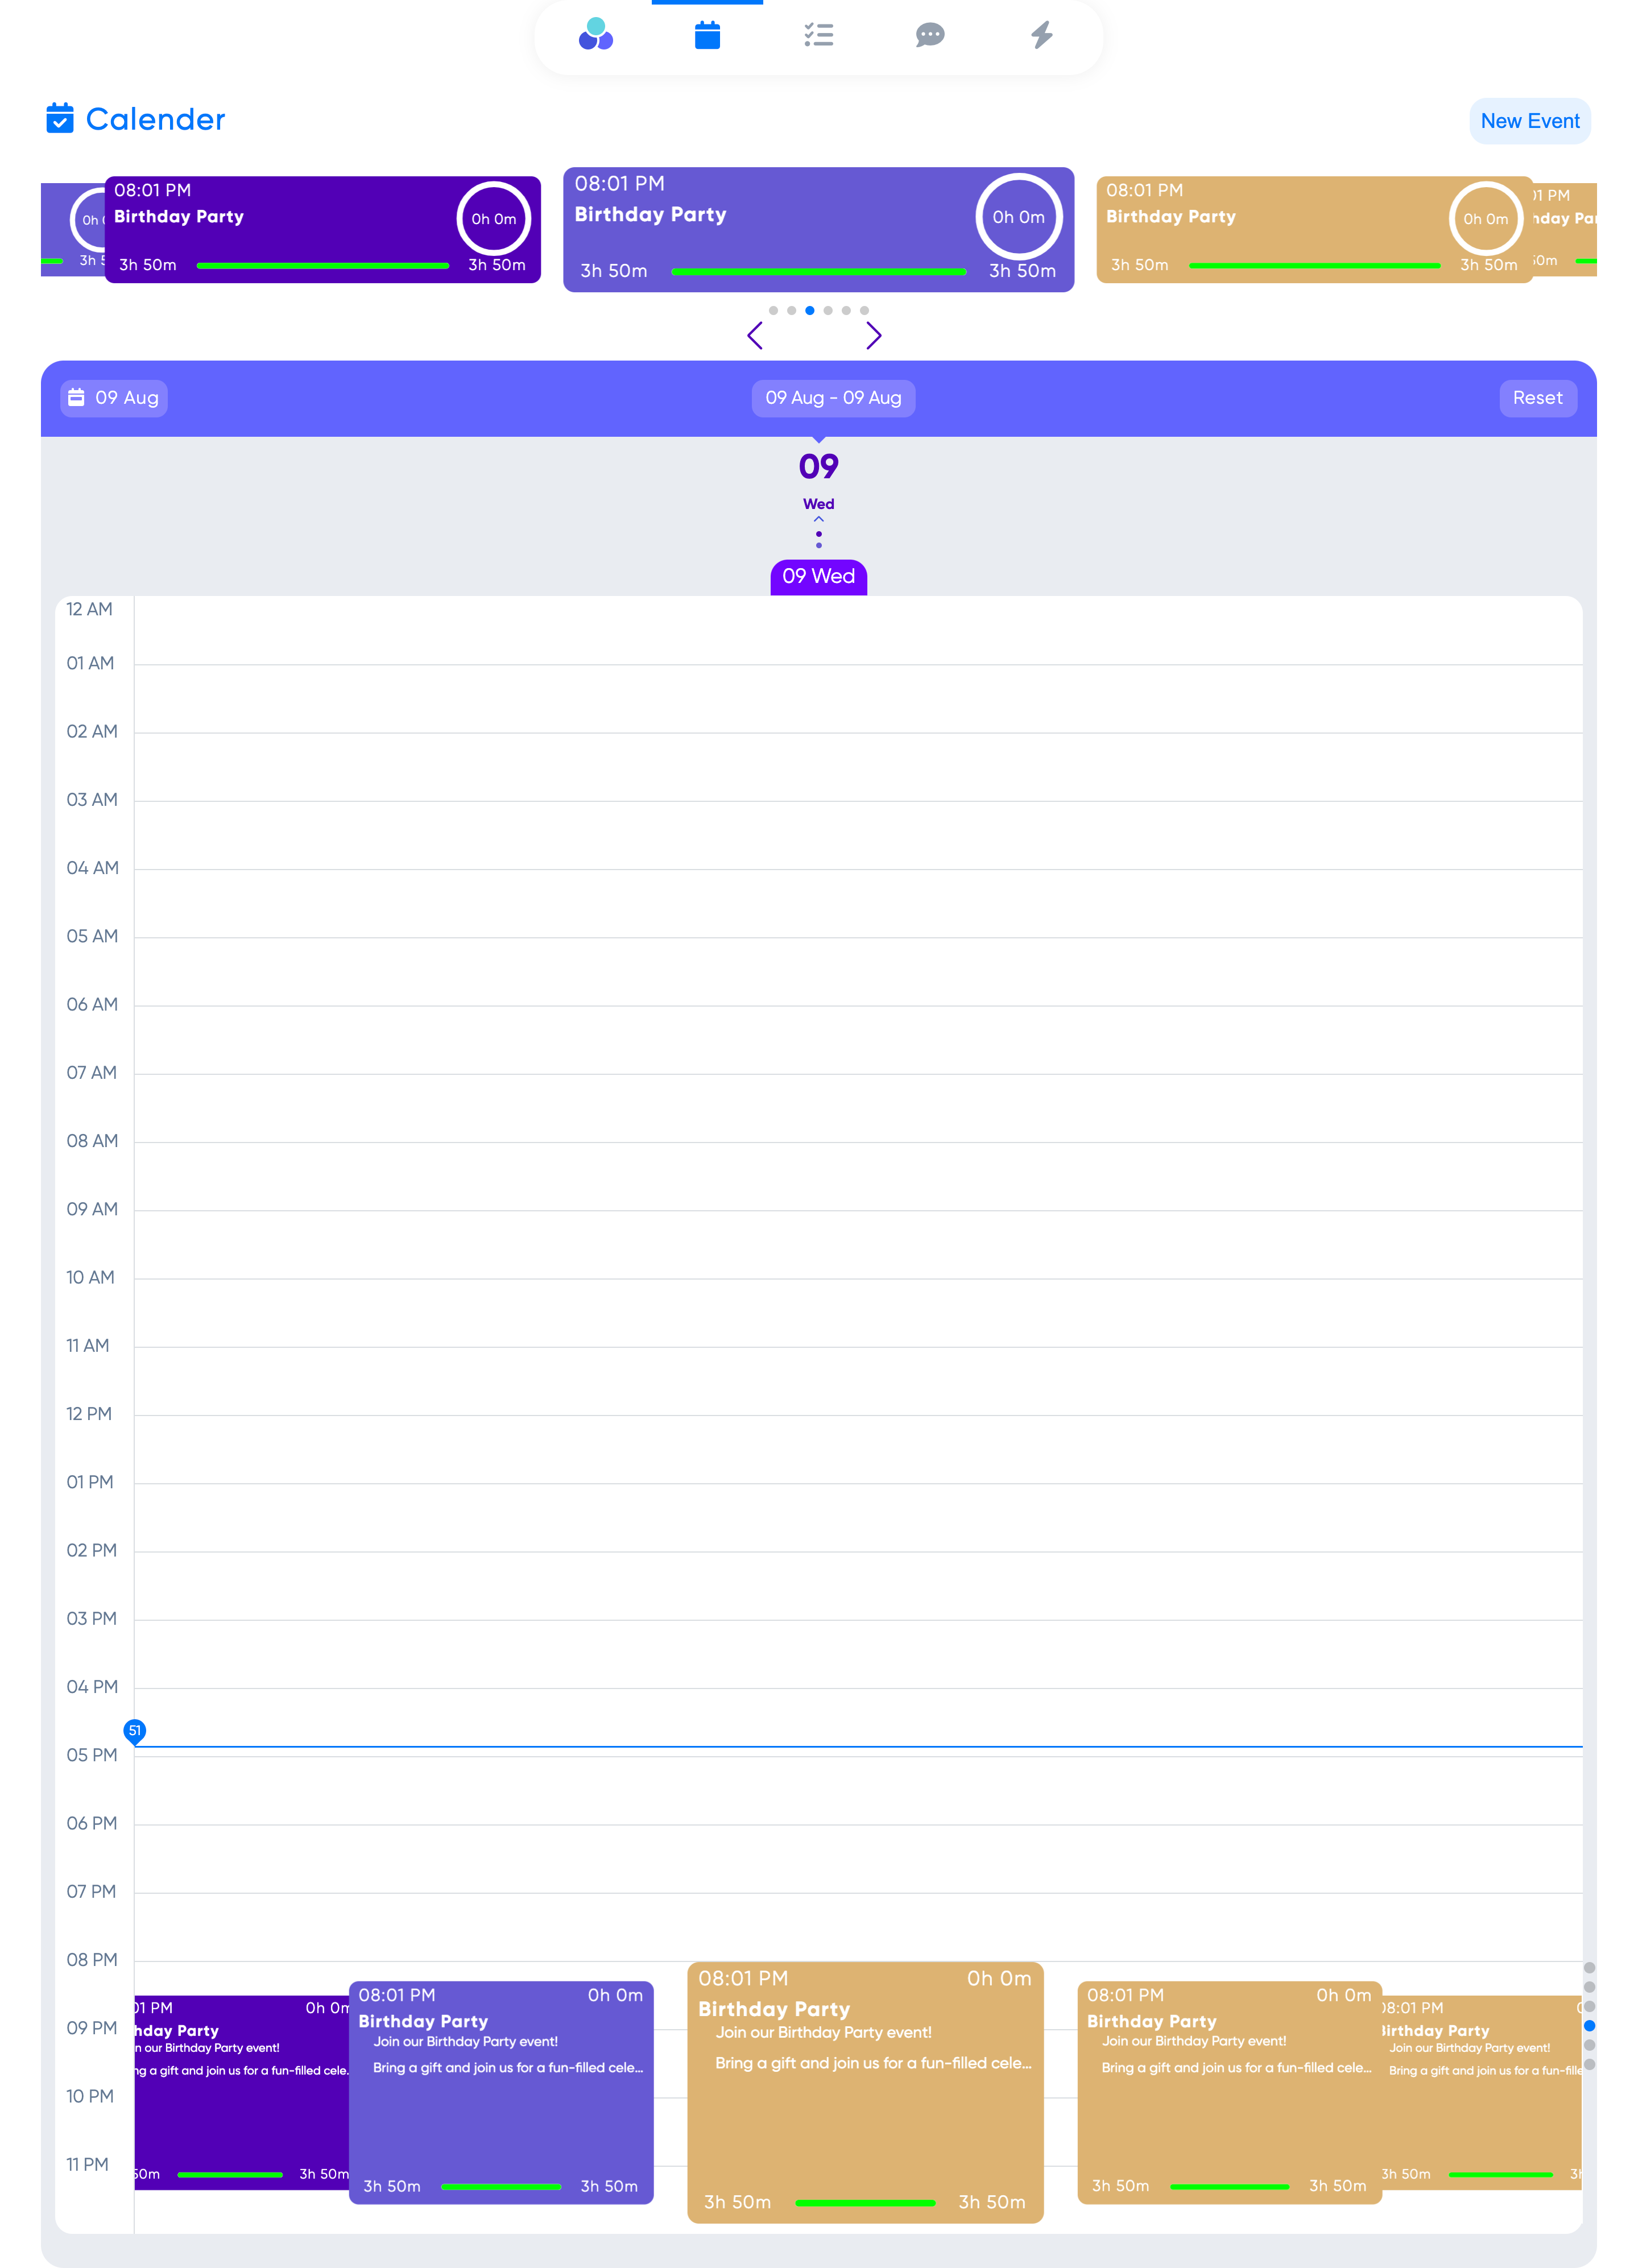 Calender
New Event
0h
3h 5
08:01 PM
Birthday Party
0h 0m
3h 50m
3h 50m
08:01 PM
Birthday Party
0h 0m
3h 50m
3h 50m
08:01 PM
Birthday Party
0h 0m
3h 50m
3h 50m
01 PM
hday Par
50m
09 Aug
09 Aug - 09 Aug
Reset
09
Wed
09 Wed
12 AM
01 AM
02 AM
03 AM
04 AM
05 AM
06 AM
07 AM
08 AM
09 AM
10 AM
11 AM
12 PM
01 PM
02 PM
03 PM
04 PM
51
05 PM
06 PM
07 PM
08 PM
09 PM
10 PM
11 PM
01 PM
0h 0m
hday Party
n our Birthday Party event!
ng a gift and join us for a fun-filled cele...
50m
3h 50m
08:01 PM
0h 0m
Birthday Party
Join our Birthday Party event!
Bring a gift and join us for a fun-filled cele...
3h 50m
3h 50m
08:01 PM
0h 0m
Birthday Party
Join our Birthday Party event!
Bring a gift and join us for a fun-filled cele...
3h 50m
3h 50m
08:01 PM
0h 0m
Birthday Party
Join our Birthday Party event!
Bring a gift and join us for a fun-filled cele...
3h 50m
3h 50m
08:01 PM
Birthday Party
Join our Birthday Party event!
Bring a gift and join us for a fun-fille
3h 50m
3h